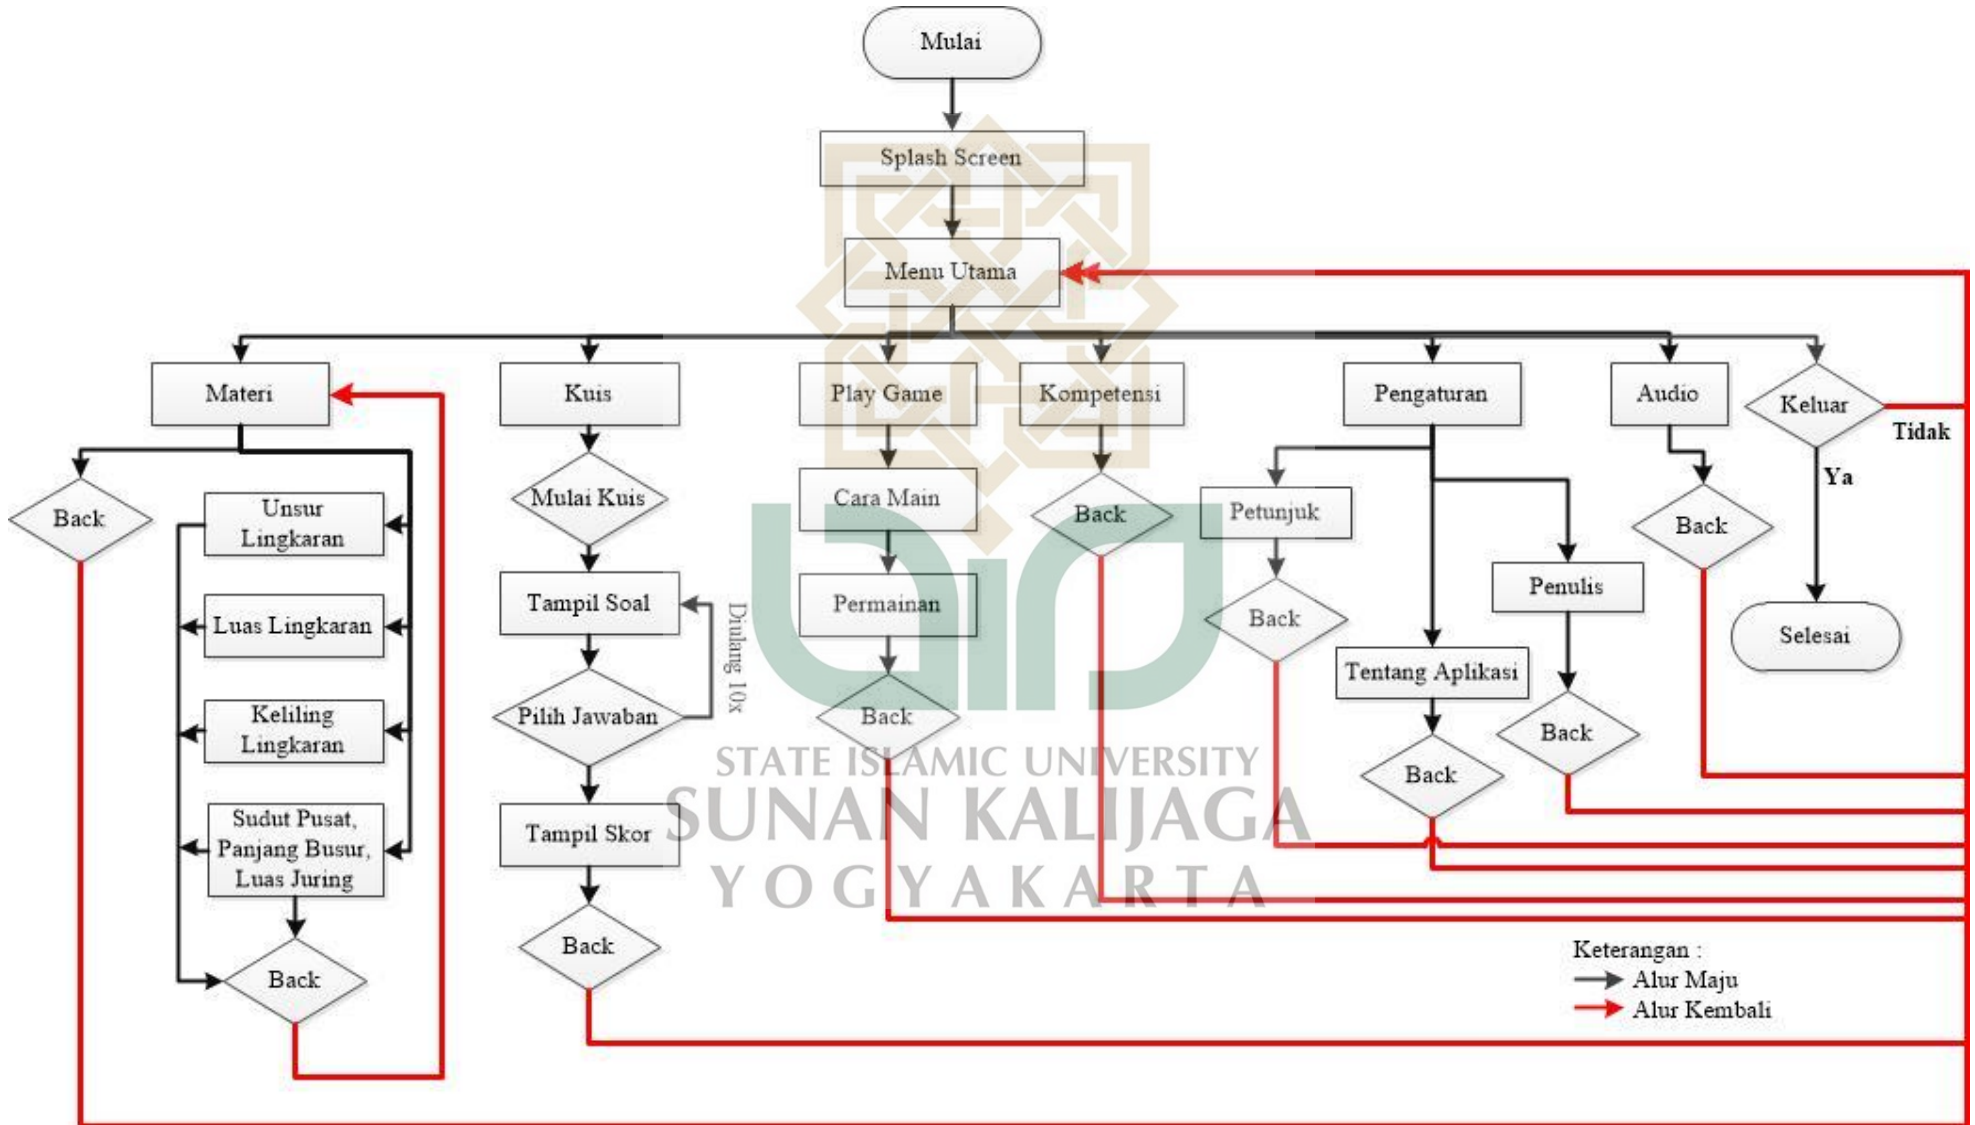 Mulai
Splash Screen
Menu Utama
Materi
Kuis
Play Game
Kompetensi
Pengaturan
Audio
Keluar
Tidak
Ya
Back
Unsur
Lingkaran
Luas Lingkaran
Keliling
Lingkaran
Sudut Pusat,
Panjang Busur,
Luas Juring
Back
Mulai Kuis
Tampil Soal
Diulang 10x
Pilih Jawaban
Tampil Skor
Back
Cara Main
Permainan
Back
Back
Petunjuk
Back
Tentang Aplikasi
Back
Penulis
Back
Back
Selesai
STATE ISLAMIC UNIVERSITY
SUNAN KALIJAGA
YOGYAKARTA
Keterangan :
Alur Maju
Alur Kembali